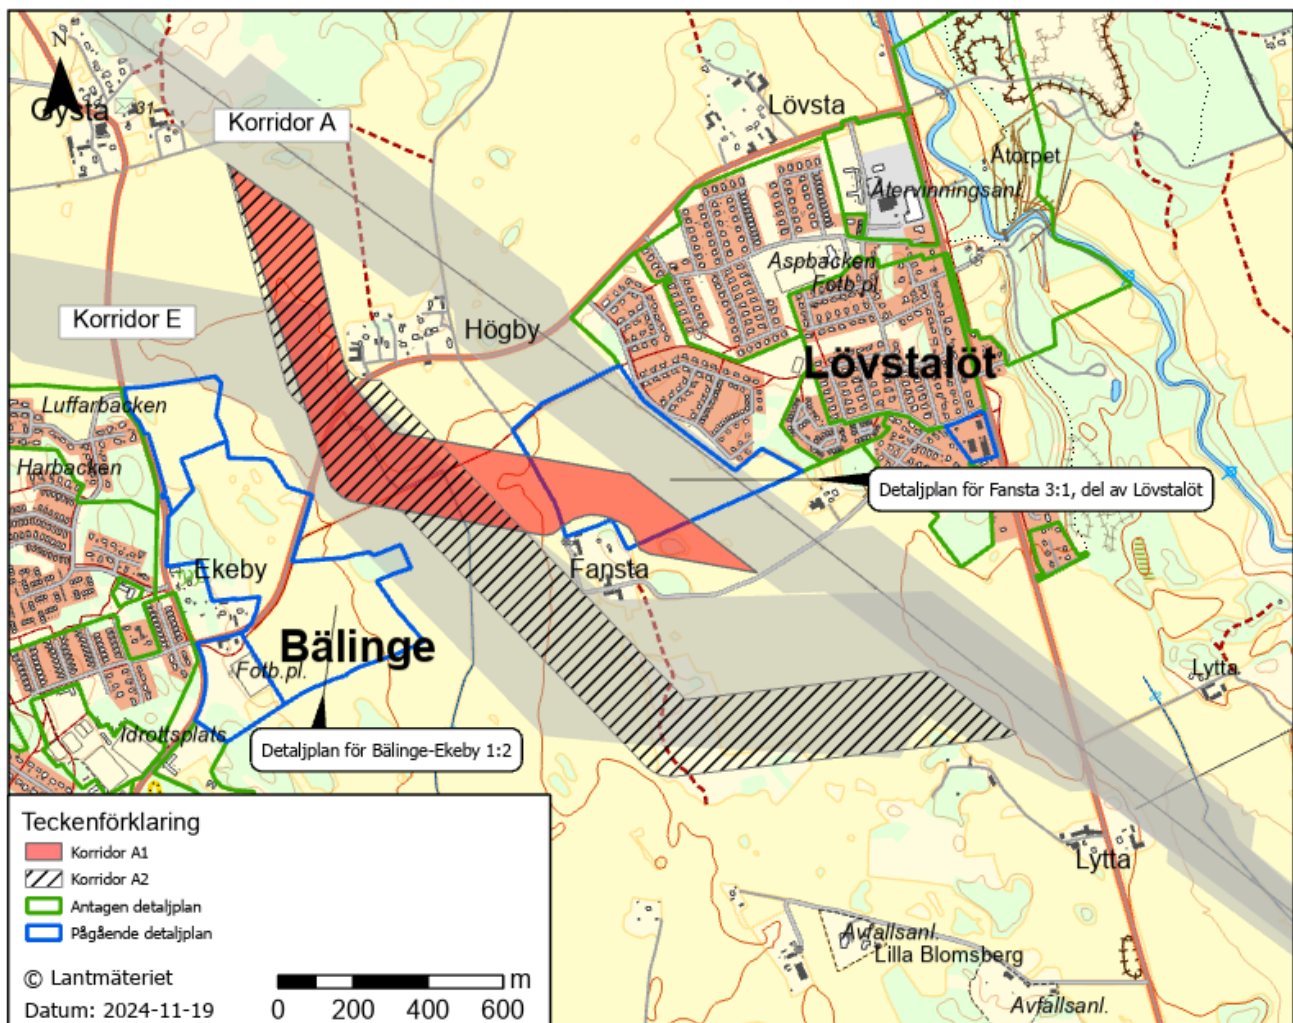 N
Gysta
31
Korridor A
Lövsta
Åtorpet
Återvinningsanl.
Aspbacken
Fotb.pl.
Korridor E
Högby
Lövstalöt
Luffarbacken
Harbacken
Detaljplan för Fansta 3:1, del av Lövstalöt
Ekeby
Fansta
Bälinge
Fotb.pl.
Lytta
Idrottsplats
Detaljplan för Bälinge-Ekeby 1:2
Lytta
Avfallsanl.
Lilla Blomsberg
Avfallsanl.
Teckenförklaring
Korridor A1
Korridor A2
Antagen detaljplan
Pågående detaljplan
© Lantmäteriet
Datum: 2024-11-19
m
0 200 400 600